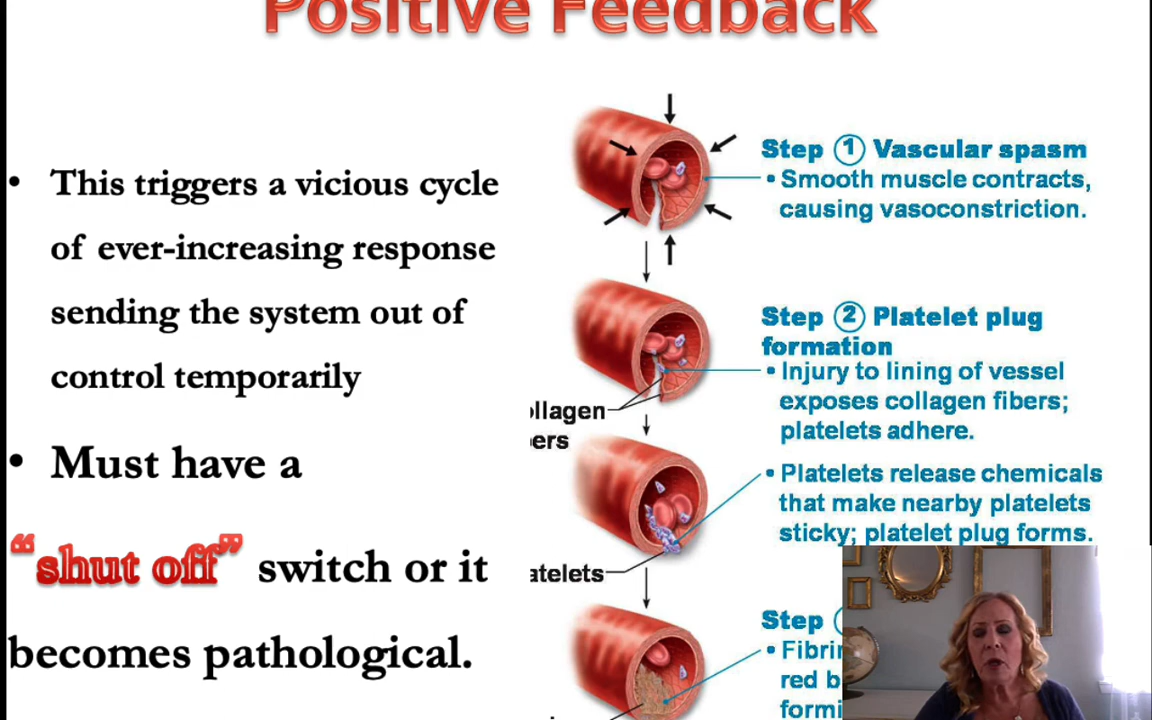 Positive Feedback
• This triggers a vicious cycle
of ever-increasing response
sending the system out of
control temporarily
• Must have a
“shut off” switch or it
becomes pathological.
Step 1 Vascular spasm
• Smooth muscle contracts,
causing vasoconstriction.
Step 2 Platelet plug
formation
• Injury to lining of vessel
exposes collagen fibers;
platelets adhere.
• Platelets release chemicals
that make nearby platelets
sticky; platelet plug forms.
Step
• Fibri
red b
formi
ollagen
ers
atelets